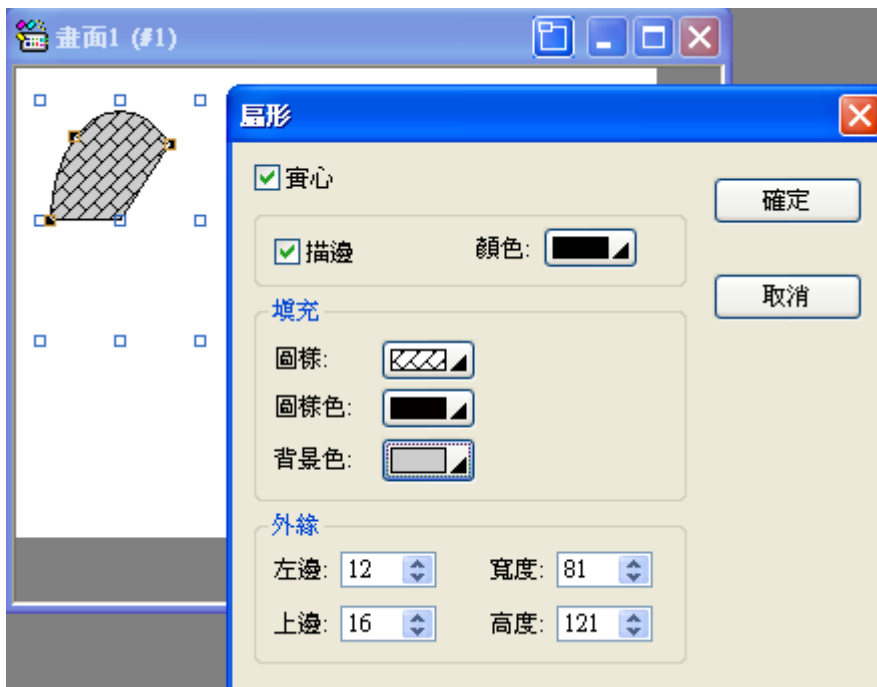 畫面1 (#1)
扇形
實心
確定
描邊
顏色:
取消
填充
圖樣:
圖樣色:
背景色:
外緣
左邊: 12
寬度: 81
上邊: 16
高度: 121